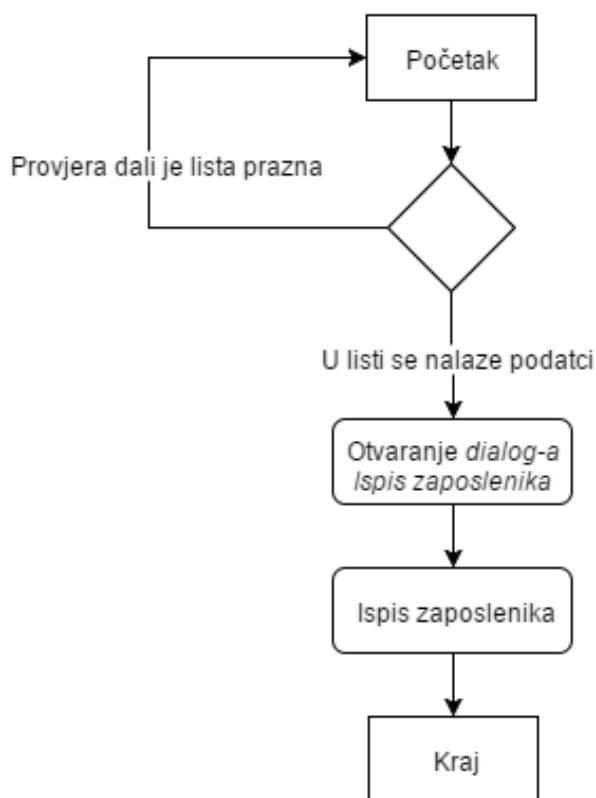 Početak
Provjera dali je lista prazna
U listi se nalaze podatci
Otvaranje dialog-a
Ispis zaposlenika
Ispis zaposlenika
Kraj